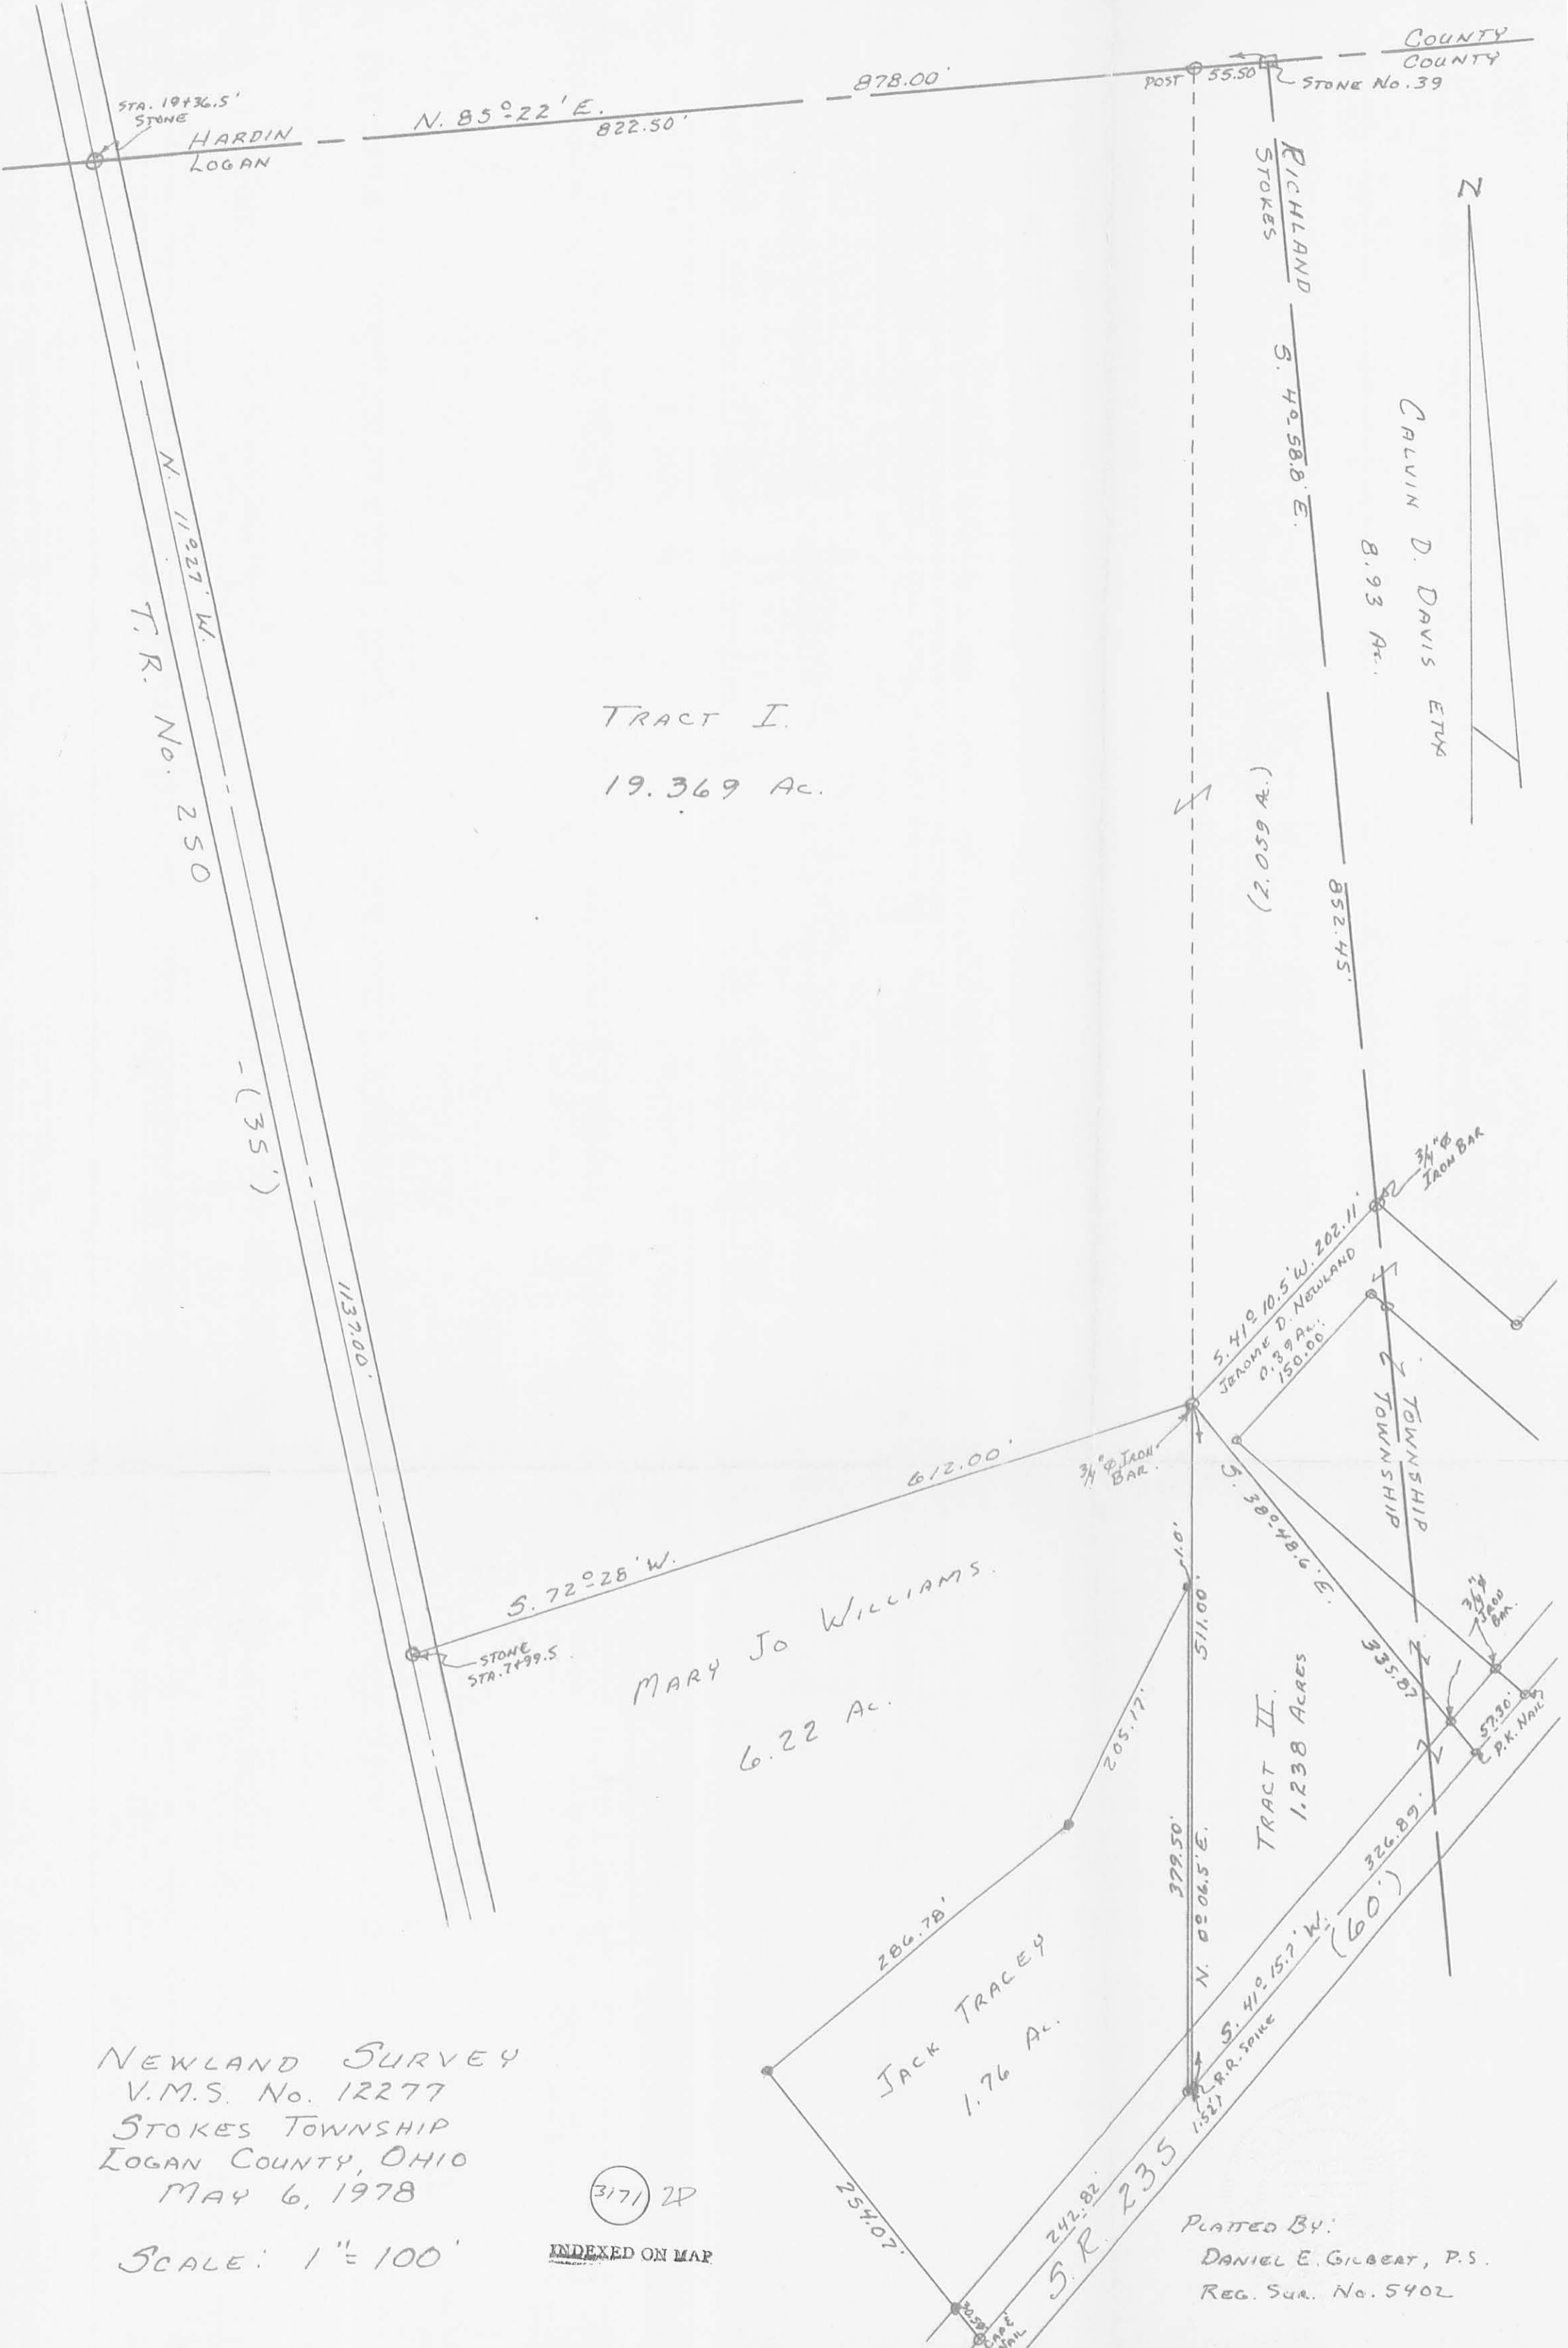 COUNTY
COUNTY
878.00'
POST
55.50
STONE No. 39
STA. 19+36.5'
STONE
HARDIN
LOGAN
N. 85°-22' E.
822.50'
RICHLAND
STOKES
S. 4°-58.8' E.
N
CALVIN D. DAVIS ETUX
8.93 Ac.
N. 11°27' W.
T. R. No. 250
TRACT I.
19.369 Ac.
(2.059 Ac.)
852.45'
-(35')
1137.00'
3/4"Ø
IRON BAR
S. 41° 10.5' W. 202.11'
JEROME D. NEWLAND
0.39 Ac.
150.00'
TOWNSHIP
TOWNSHIP
3/4"Ø IRON
BAR.
612.00'
S. 72°-28' W.
STONE
STA. 7+99.5
MARY JO WILLIAMS.
6.22 Ac.
1.0'
511.00'
S. 38°-48.6' E.
335.87
3/4"Ø
IRON
BAR.
57.30'
P.K. NAILS
205.17'
TRACT II.
1.238 ACRES
379.50'
N. 0° 06.5' E.
326.89'
(60')
S. 41° 15.7' W.
R.R. SPIKE
1.52'
286.78'
JACK TRACEY
1.76 Ac.
254.07'
242.82'
S. R. 235
NAIL
NEWLAND SURVEY
V.M.S. No. 12277
STOKES TOWNSHIP
LOGAN COUNTY, OHIO
MAY 6, 1978
SCALE: 1"=100'
3171 2P
INDEXED ON MAP
PLATTED BY:
DANIEL E. GILBERT, P.S.
REG. SUR. No. 5402